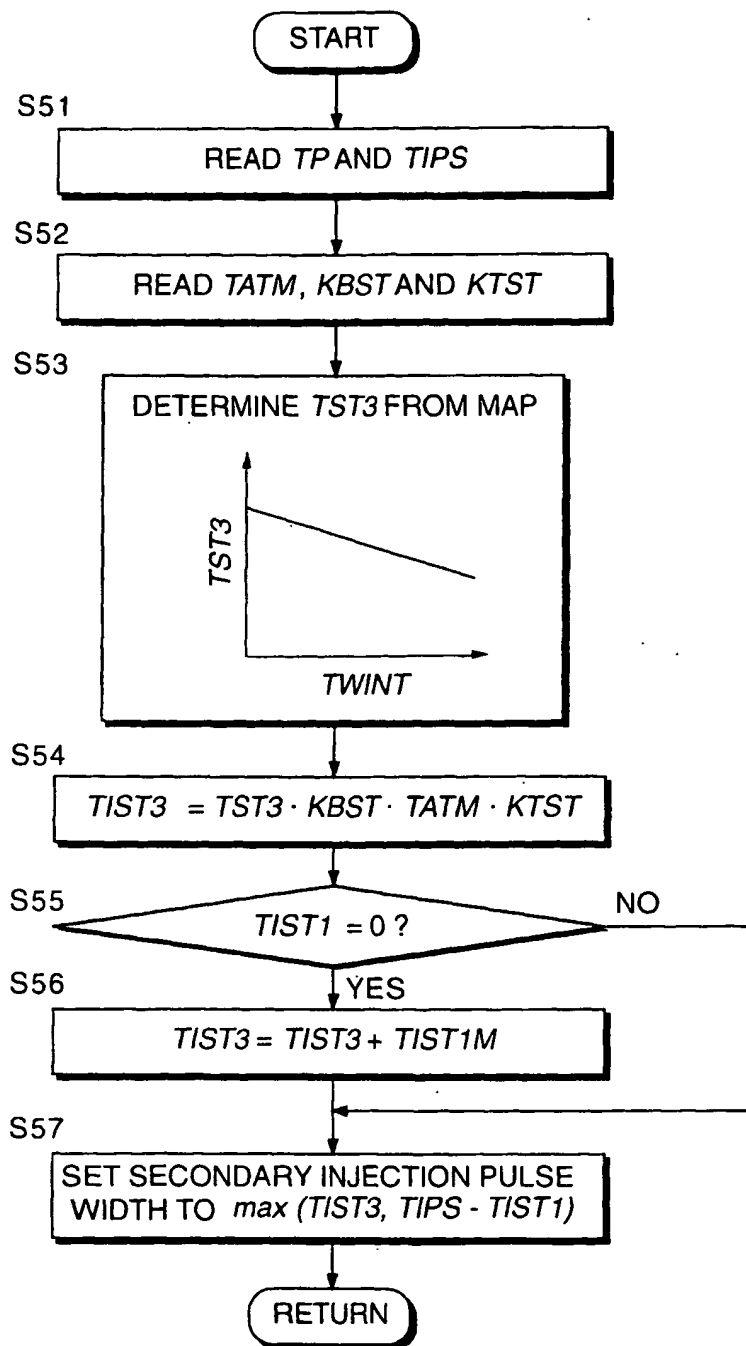 START
S51
READ TP AND TIPS
S52
READ TATM, KBST AND KTST
S53
DETERMINE TST3 FROM MAP
TST3
TWINT
S54
TIST3 = TST3 · KBST · TATM · KTST
S55
TIST1 = 0 ?
NO
YES
S56
TIST3 = TIST3 + TIST1M
S57
SET SECONDARY INJECTION PULSE
WIDTH TO max (TIST3, TIPS - TIST1)
RETURN